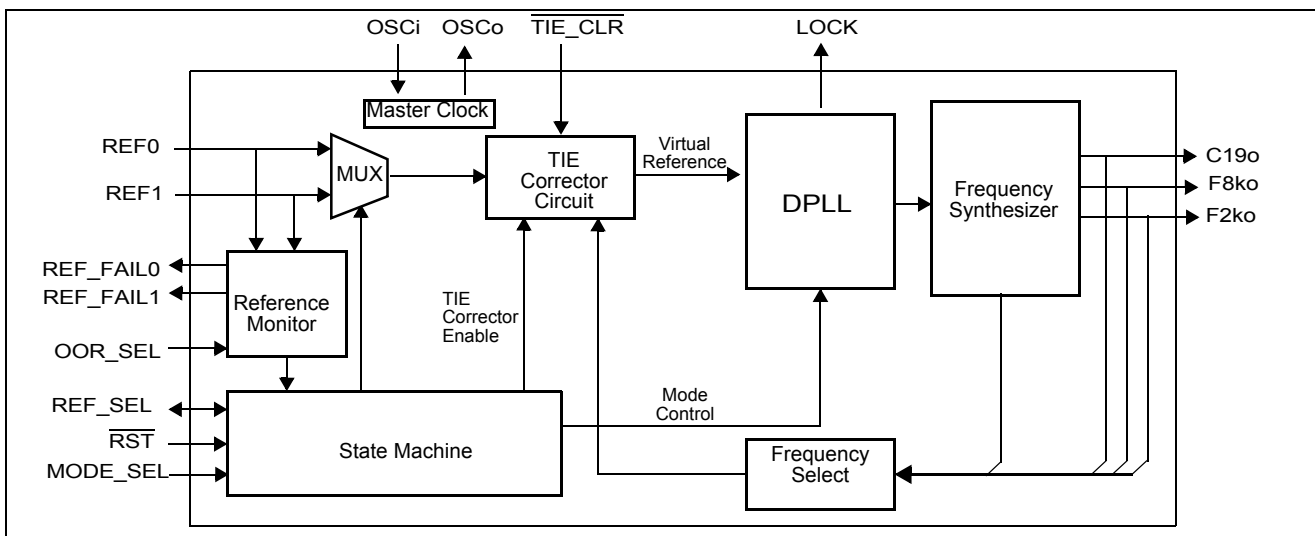 OSCi OSCo TIE_CLR LOCK
Master Clock
REF0
REF1
MUX
TIE
Corrector
Circuit
Virtual
Reference
DPLL
Frequency
Synthesizer
C19o
F8ko
F2ko
REF_FAIL0
REF_FAIL1
Reference
Monitor
OOR_SEL
TIE
Corrector
Enable
REF_SEL
RST
MODE_SEL
State Machine
Mode
Control
Frequency
Select